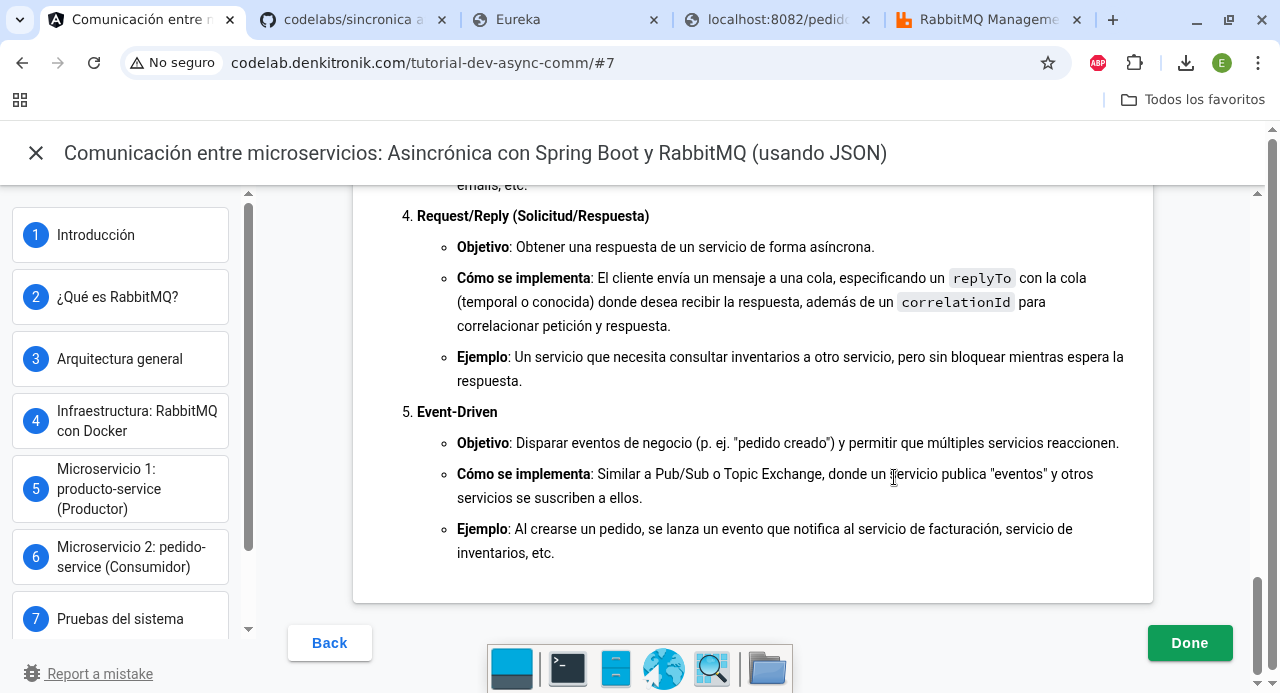 Comunicación entre r
codelabs/sincronica a
Eureka
localhost:8082/pedido
RabbitMQ Manageme
No seguro
codelab.denkitronik.com/tutorial-dev-async-comm/#7
ABP
E
Todos los favoritos
Comunicación entre microservicios: Asincrónica con Spring Boot y RabbitMQ (usando JSON)
1 Introducción
2 ¿Qué es RabbitMQ?
3 Arquitectura general
4 Infraestructura: RabbitMQ
con Docker
5 Microservicio 1:
producto-service
(Productor)
6 Microservicio 2: pedido-
service (Consumidor)
7 Pruebas del sistema
Report a mistake
emails, etc.
4. Request/Reply (Solicitud/Respuesta)
Objetivo: Obtener una respuesta de un servicio de forma asíncrona.
Cómo se implementa: El cliente envía un mensaje a una cola, especificando un replyTo con la cola
(temporal o conocida) donde desea recibir la respuesta, además de un correlationId para
correlacionar petición y respuesta.
Ejemplo: Un servicio que necesita consultar inventarios a otro servicio, pero sin bloquear mientras espera la
respuesta.
5. Event-Driven
Objetivo: Disparar eventos de negocio (p. ej. "pedido creado") y permitir que múltiples servicios reaccionen.
Cómo se implementa: Similar a Pub/Sub o Topic Exchange, donde un servicio publica "eventos" y otros
servicios se suscriben a ellos.
Ejemplo: Al crearse un pedido, se lanza un evento que notifica al servicio de facturación, servicio de
inventarios, etc.
Back
Done